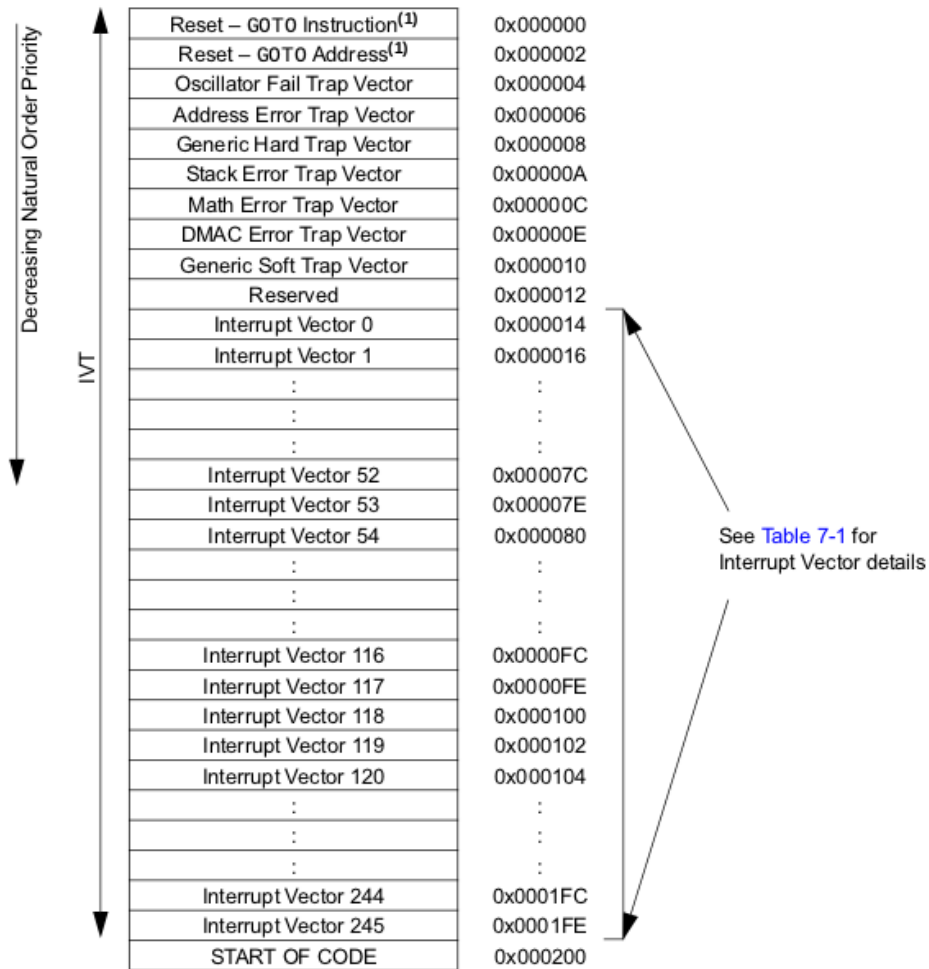 Decreasing Natural Order Priority
IVT
Reset – GOTO Instruction(1) 0x000000
Reset – GOTO Address(1) 0x000002
Oscillator Fail Trap Vector 0x000004
Address Error Trap Vector 0x000006
Generic Hard Trap Vector 0x000008
Stack Error Trap Vector 0x00000A
Math Error Trap Vector 0x00000C
DMAC Error Trap Vector 0x00000E
Generic Soft Trap Vector 0x000010
Reserved 0x000012
Interrupt Vector 0 0x000014
Interrupt Vector 1 0x000016
: :
: :
: :
Interrupt Vector 52 0x00007C
Interrupt Vector 53 0x00007E
Interrupt Vector 54 0x000080
: :
: :
: :
Interrupt Vector 116 0x0000FC
Interrupt Vector 117 0x0000FE
Interrupt Vector 118 0x000100
Interrupt Vector 119 0x000102
Interrupt Vector 120 0x000104
: :
: :
: :
Interrupt Vector 244 0x0001FC
Interrupt Vector 245 0x0001FE
START OF CODE 0x000200
See Table 7-1 for
Interrupt Vector details